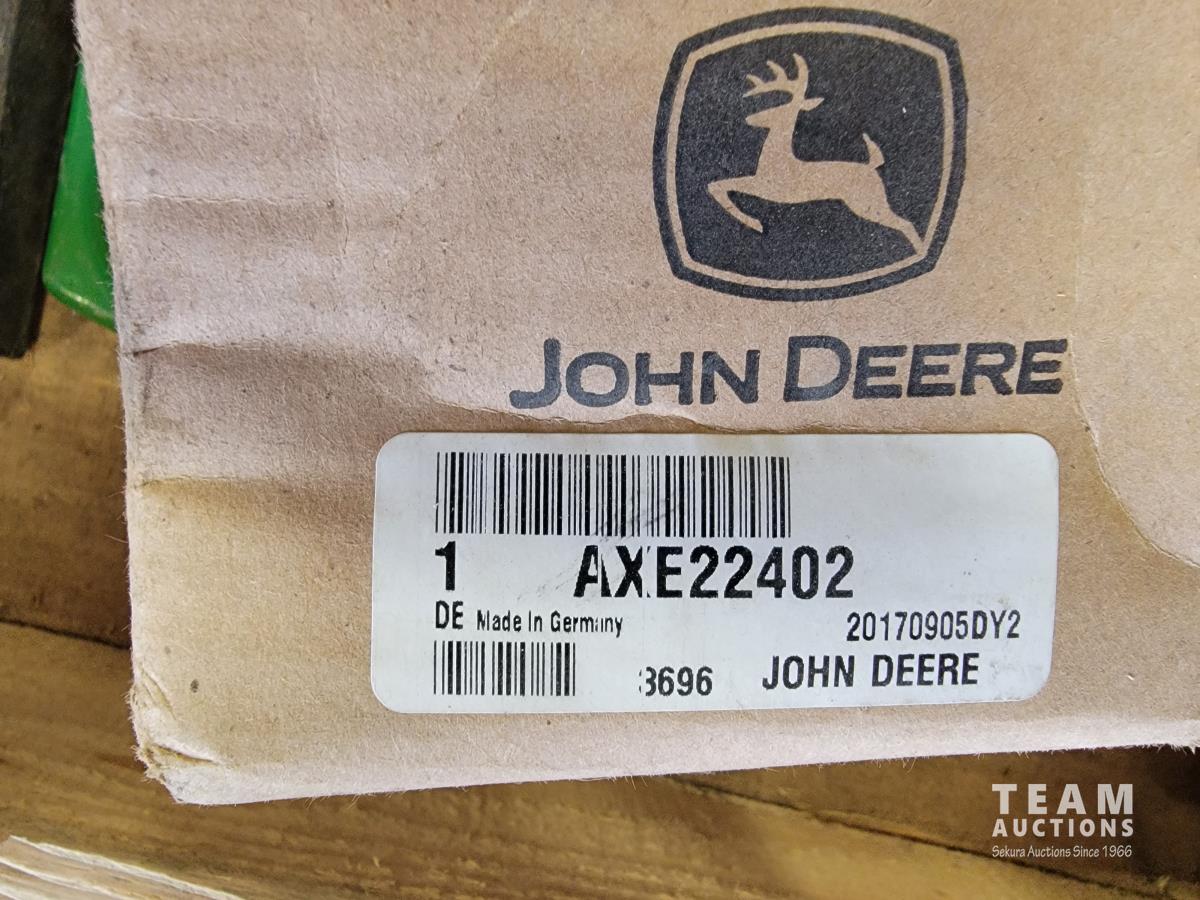 JOHN DEERE
1 AXE22402
DE Made In Germany
20170905DY2
3696 JOHN DEERE
TEAM
AUCTIONS
Sekura Auctions Since 1966